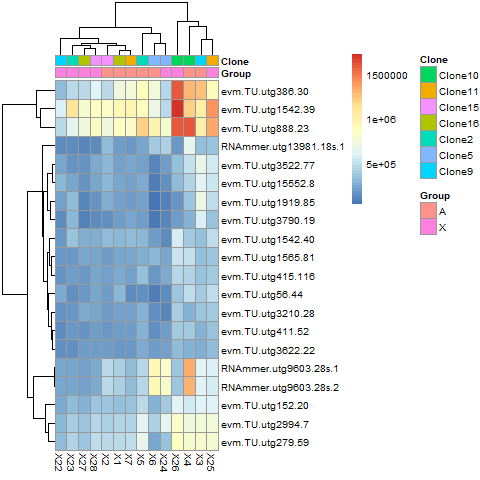 Clone
Group
evm.TU.utg386.30
evm.TU.utg1542.39
evm.TU.utg888.23
RNAmmer.utg13981.18s.1
evm.TU.utg3522.77
evm.TU.utg15552.8
evm.TU.utg1919.85
evm.TU.utg3790.19
evm.TU.utg1542.40
evm.TU.utg1565.81
evm.TU.utg415.116
evm.TU.utg56.44
evm.TU.utg3210.28
evm.TU.utg411.52
evm.TU.utg3622.22
RNAmmer.utg9603.28s.1
RNAmmer.utg9603.28s.2
evm.TU.utg152.20
evm.TU.utg2994.7
evm.TU.utg279.59
X22
X23
X27
X28
X2
X1
X7
X5
X6
X24
X26
X4
X3
X25
1500000
1e+06
5e+05
Clone
Clone10
Clone11
Clone15
Clone16
Clone2
Clone5
Clone9
Group
A
X